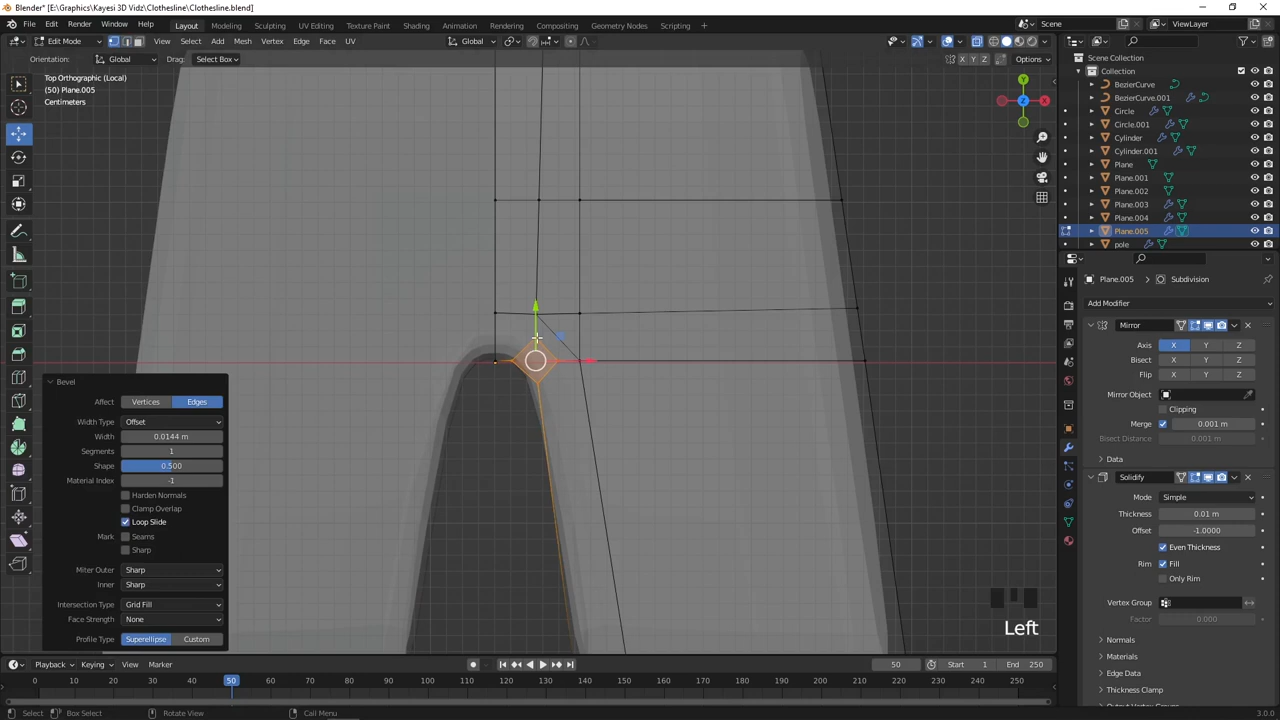 Blender* [E:\Graphics\Kayesi 3D Vidz\Clothesline\Clothesline.blend]
File Edit Render Window Help Layout Modeling Sculpting UV Editing Texture Paint Shading Animation Rendering Compositing Geometry Nodes Scripting Scene ViewLayer
Edit Mode View Select Add Mesh Vertex Edge Face UV Global
Orientation: Global Drag: Select Box X Y Z Options
Top Orthographic (Local)
(50) Plane.005
Centimeters
Y
Z X
Scene Collection
Collection
BezierCurve
BezierCurve.001
Circle
Circle.001
Cylinder
Cylinder.001
Plane
Plane.001
Plane.002
Plane.003
Plane.004
Plane.005
pole
Plane.005 Subdivision
Add Modifier
Mirror
Axis X Y Z
Bisect X Y Z
Flip X Y Z
Mirror Object
Clipping
Merge 0.001 m
Bisect Distance 0.001 m
Data
Solidify
Mode Simple
Thickness 0.01 m
Offset -1.0000
Even Thickness
Rim Fill
Only Rim
Vertex Group
Factor 0.000
Normals
Materials
Edge Data
Thickness Clamp
Output Vertex Groups
Bevel
Affect Vertices Edges
Width Type Offset
Width 0.0144 m
Segments 1
Shape 0.500
Material Index -1
Harden Normals
Clamp Overlap
Loop Slide
Mark: Seams
Sharp
Miter Outer Sharp
Inner Sharp
Intersection Type Grid Fill
Face Strength None
Profile Type Superellipse Custom
Left
Playback Keying View Marker 50 Start 1 End 250
0 10 20 30 40 50 60 70 80 90 100 110 120 130 140 150 160 170 180 190 200 210 220 230 240 250
Select Box Select Rotate View Call Menu 3.0.0